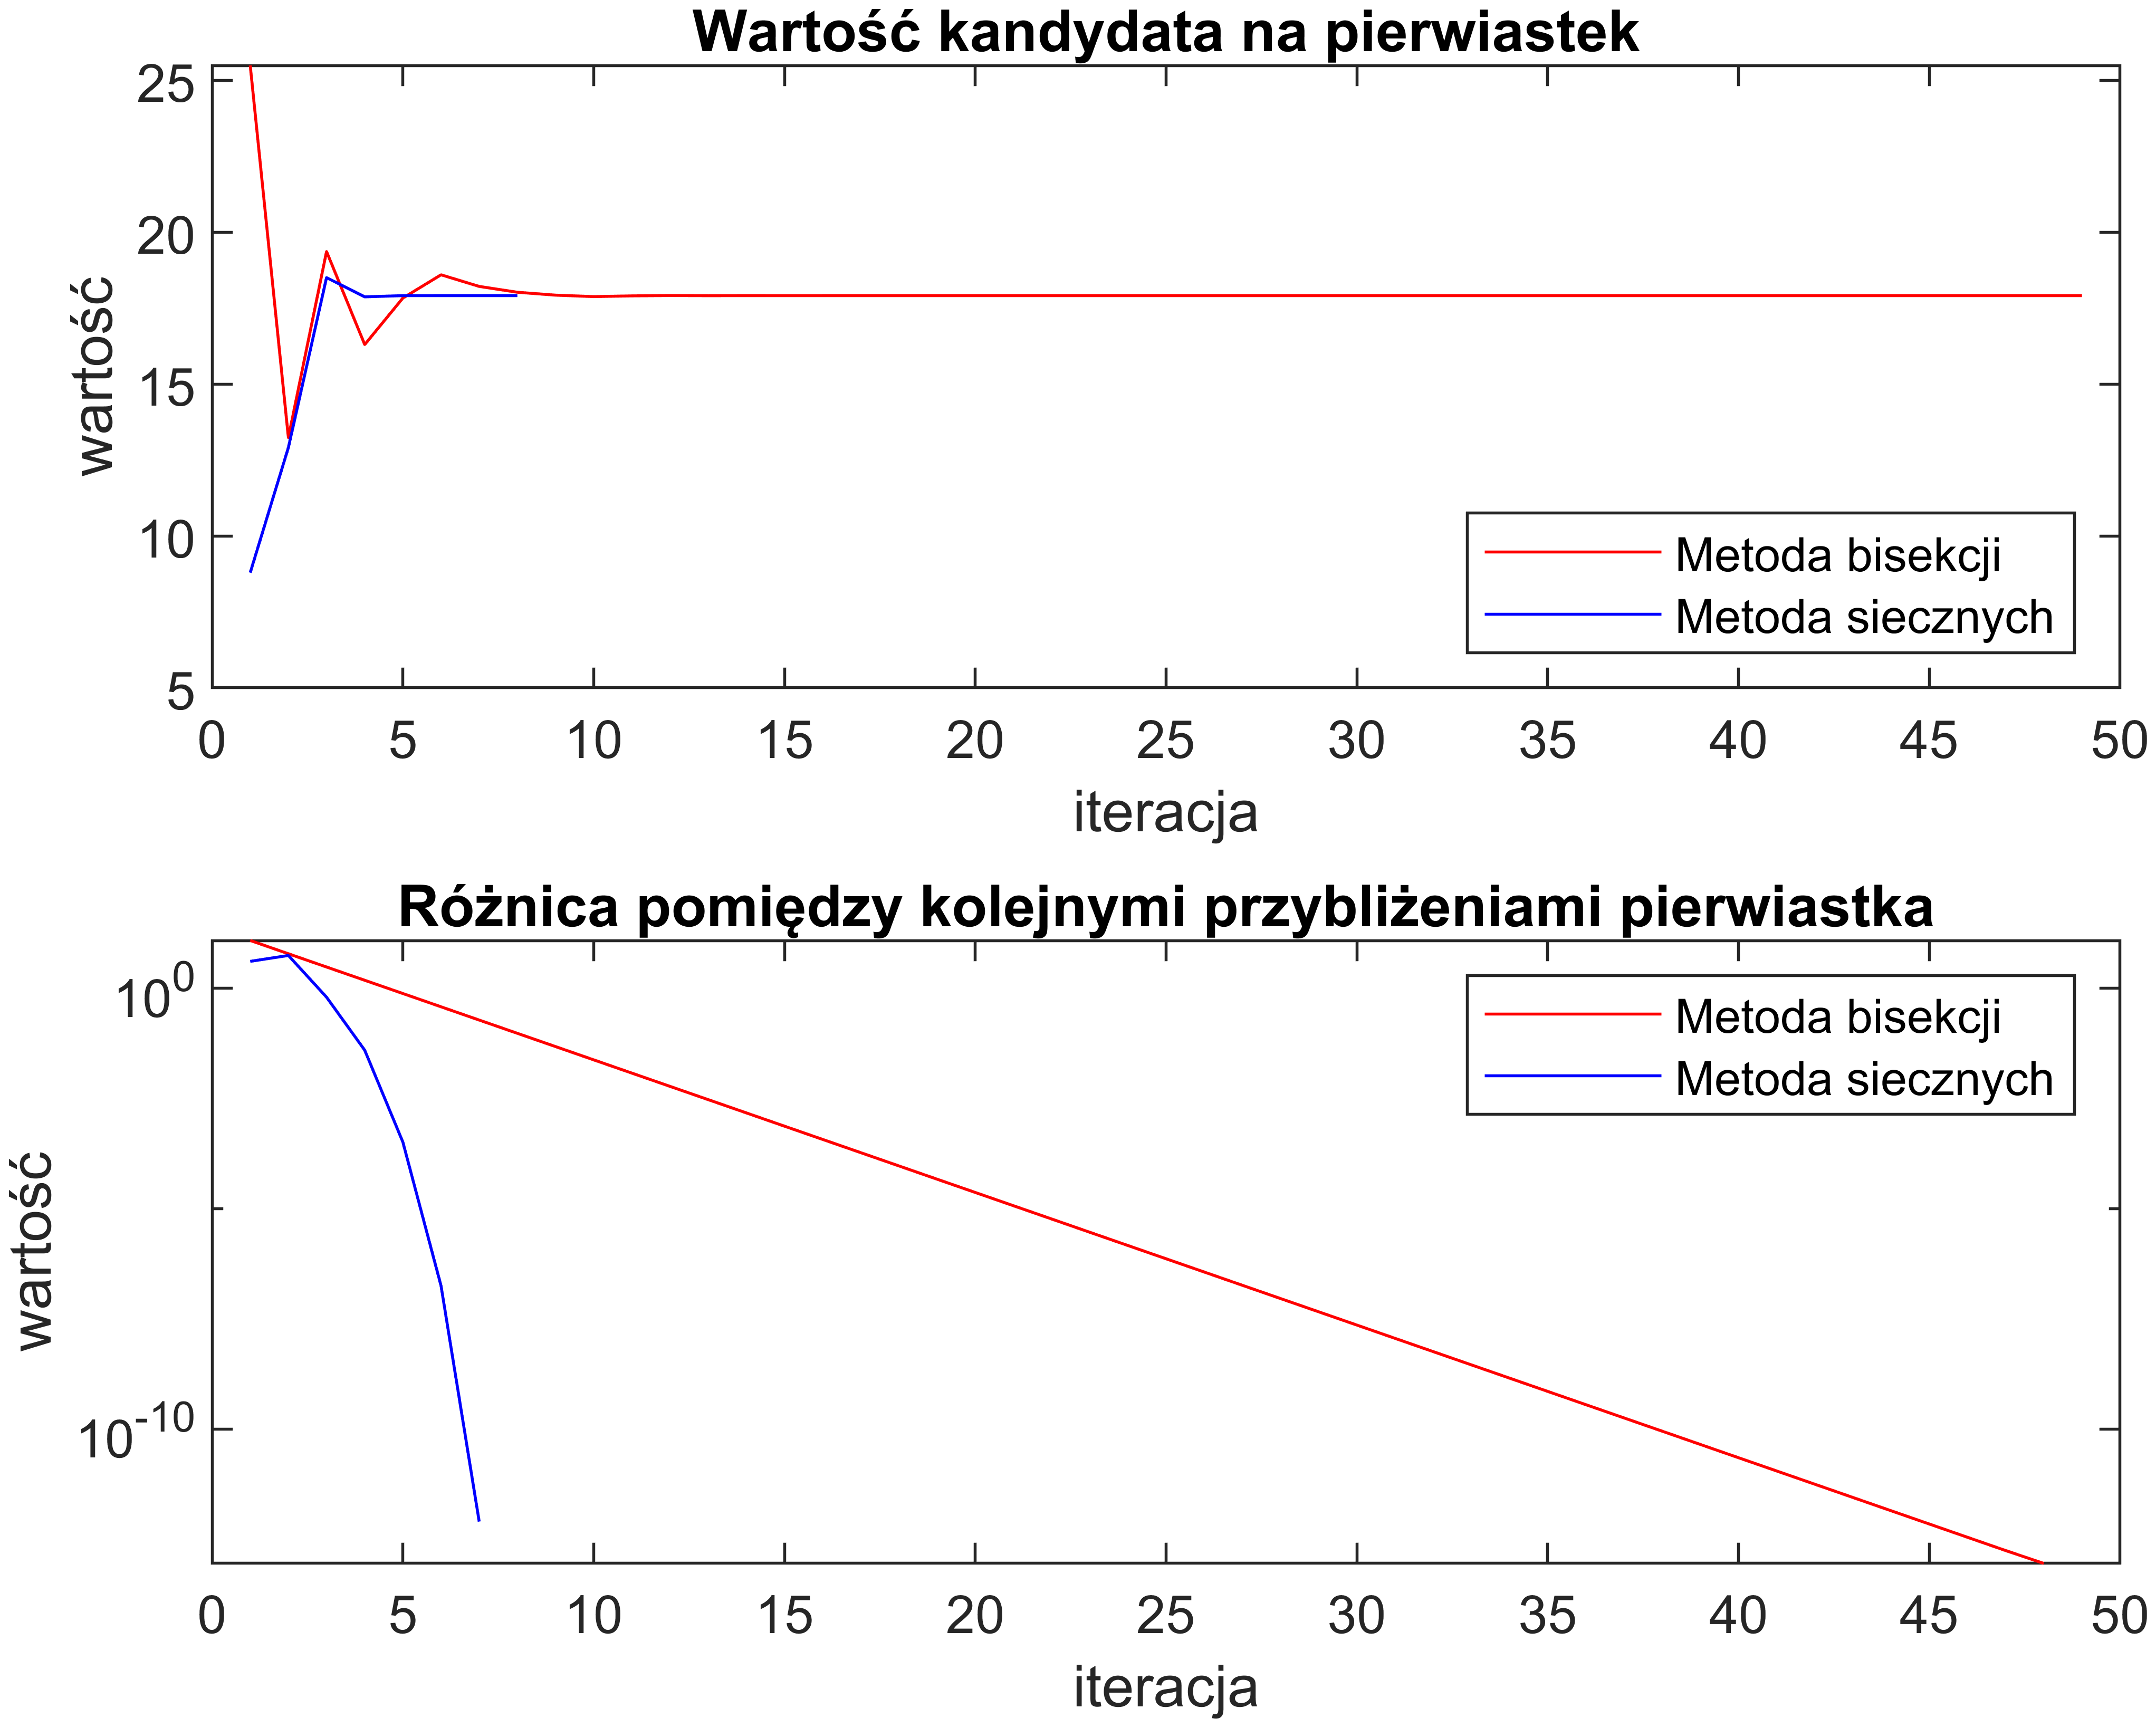 Wartość kandydata na pierwiastek
25
20
15
10
5
wartość
0 5 10 15 20 25 30 35 40 45 50
iteracja
Metoda bisekcji
Metoda siecznych
Różnica pomiędzy kolejnymi przybliżeniami pierwiastka
10^0
10^-10
wartość
Metoda bisekcji
Metoda siecznych
0 5 10 15 20 25 30 35 40 45 50
iteracja